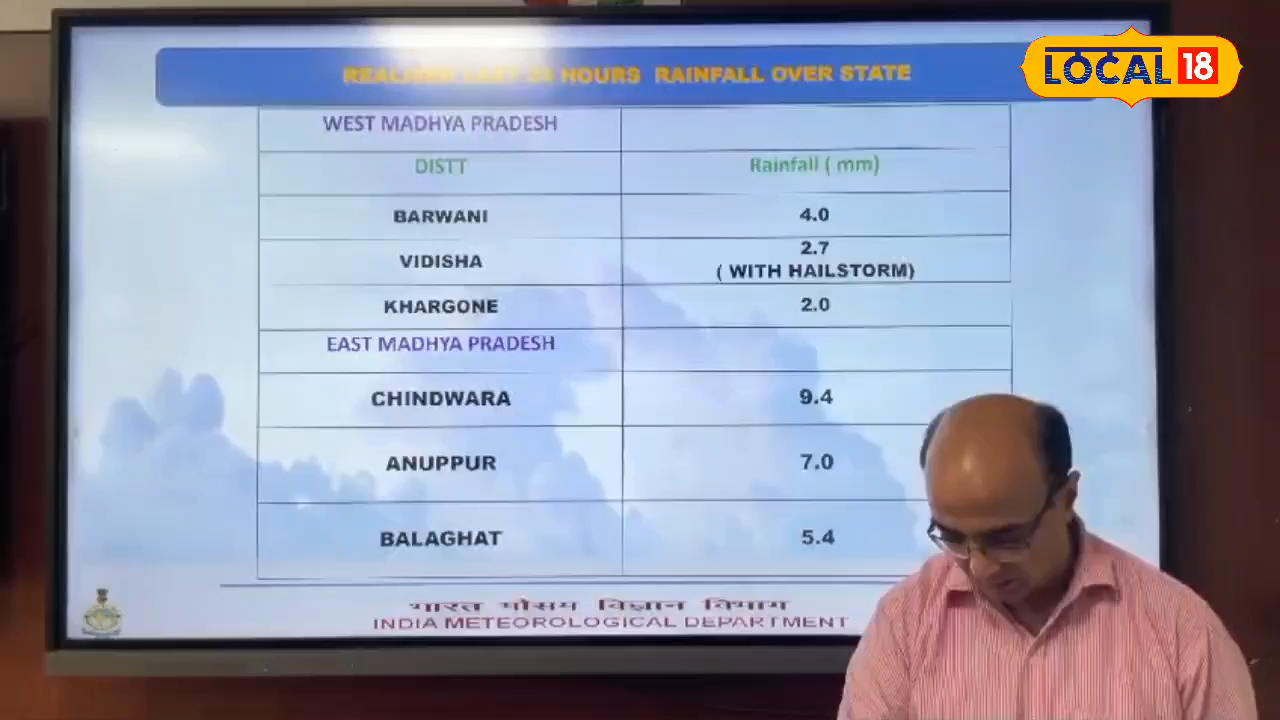 24 HOURS RAINFALL OVER STATE
LOCAL 18
WEST MADHYA PRADESH
DISTT Rainfall ( mm)
BARWANI 4.0
VIDISHA 2.7
( WITH HAILSTORM)
KHARGONE 2.0
EAST MADHYA PRADESH
CHINDWARA 9.4
ANUPPUR 7.0
BALAGHAT 5.4
भारत मौसम विज्ञान विभाग
INDIA METEOROLOGICAL DEPARTMENT